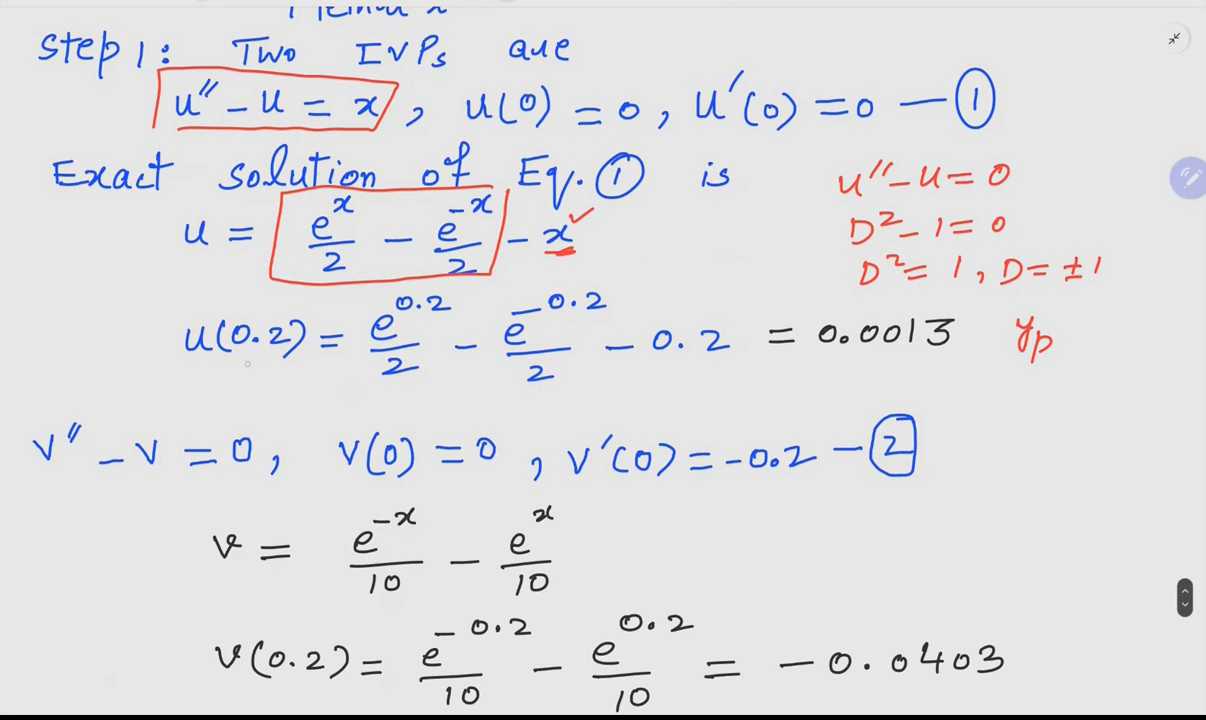 Step 1: Two IVPs are
u″ – u = x, u(0) = 0, u′(0) = 0 — ①
Exact solution of Eq. ① is
u = e^x/2 – e^-x/2 – x ✓
u″ – u = 0
D² – 1 = 0
D² = 1, D = ±1
u(0.2) = e^0.2/2 – e^-0.2/2 – 0.2 = 0.0013
yp
v″ – v = 0, v(0) = 0, v′(0) = -0.2 – 2
v = e^-x/10 – e^x/10
v(0.2) = e^-0.2/10 – e^0.2/10 = – 0.0403